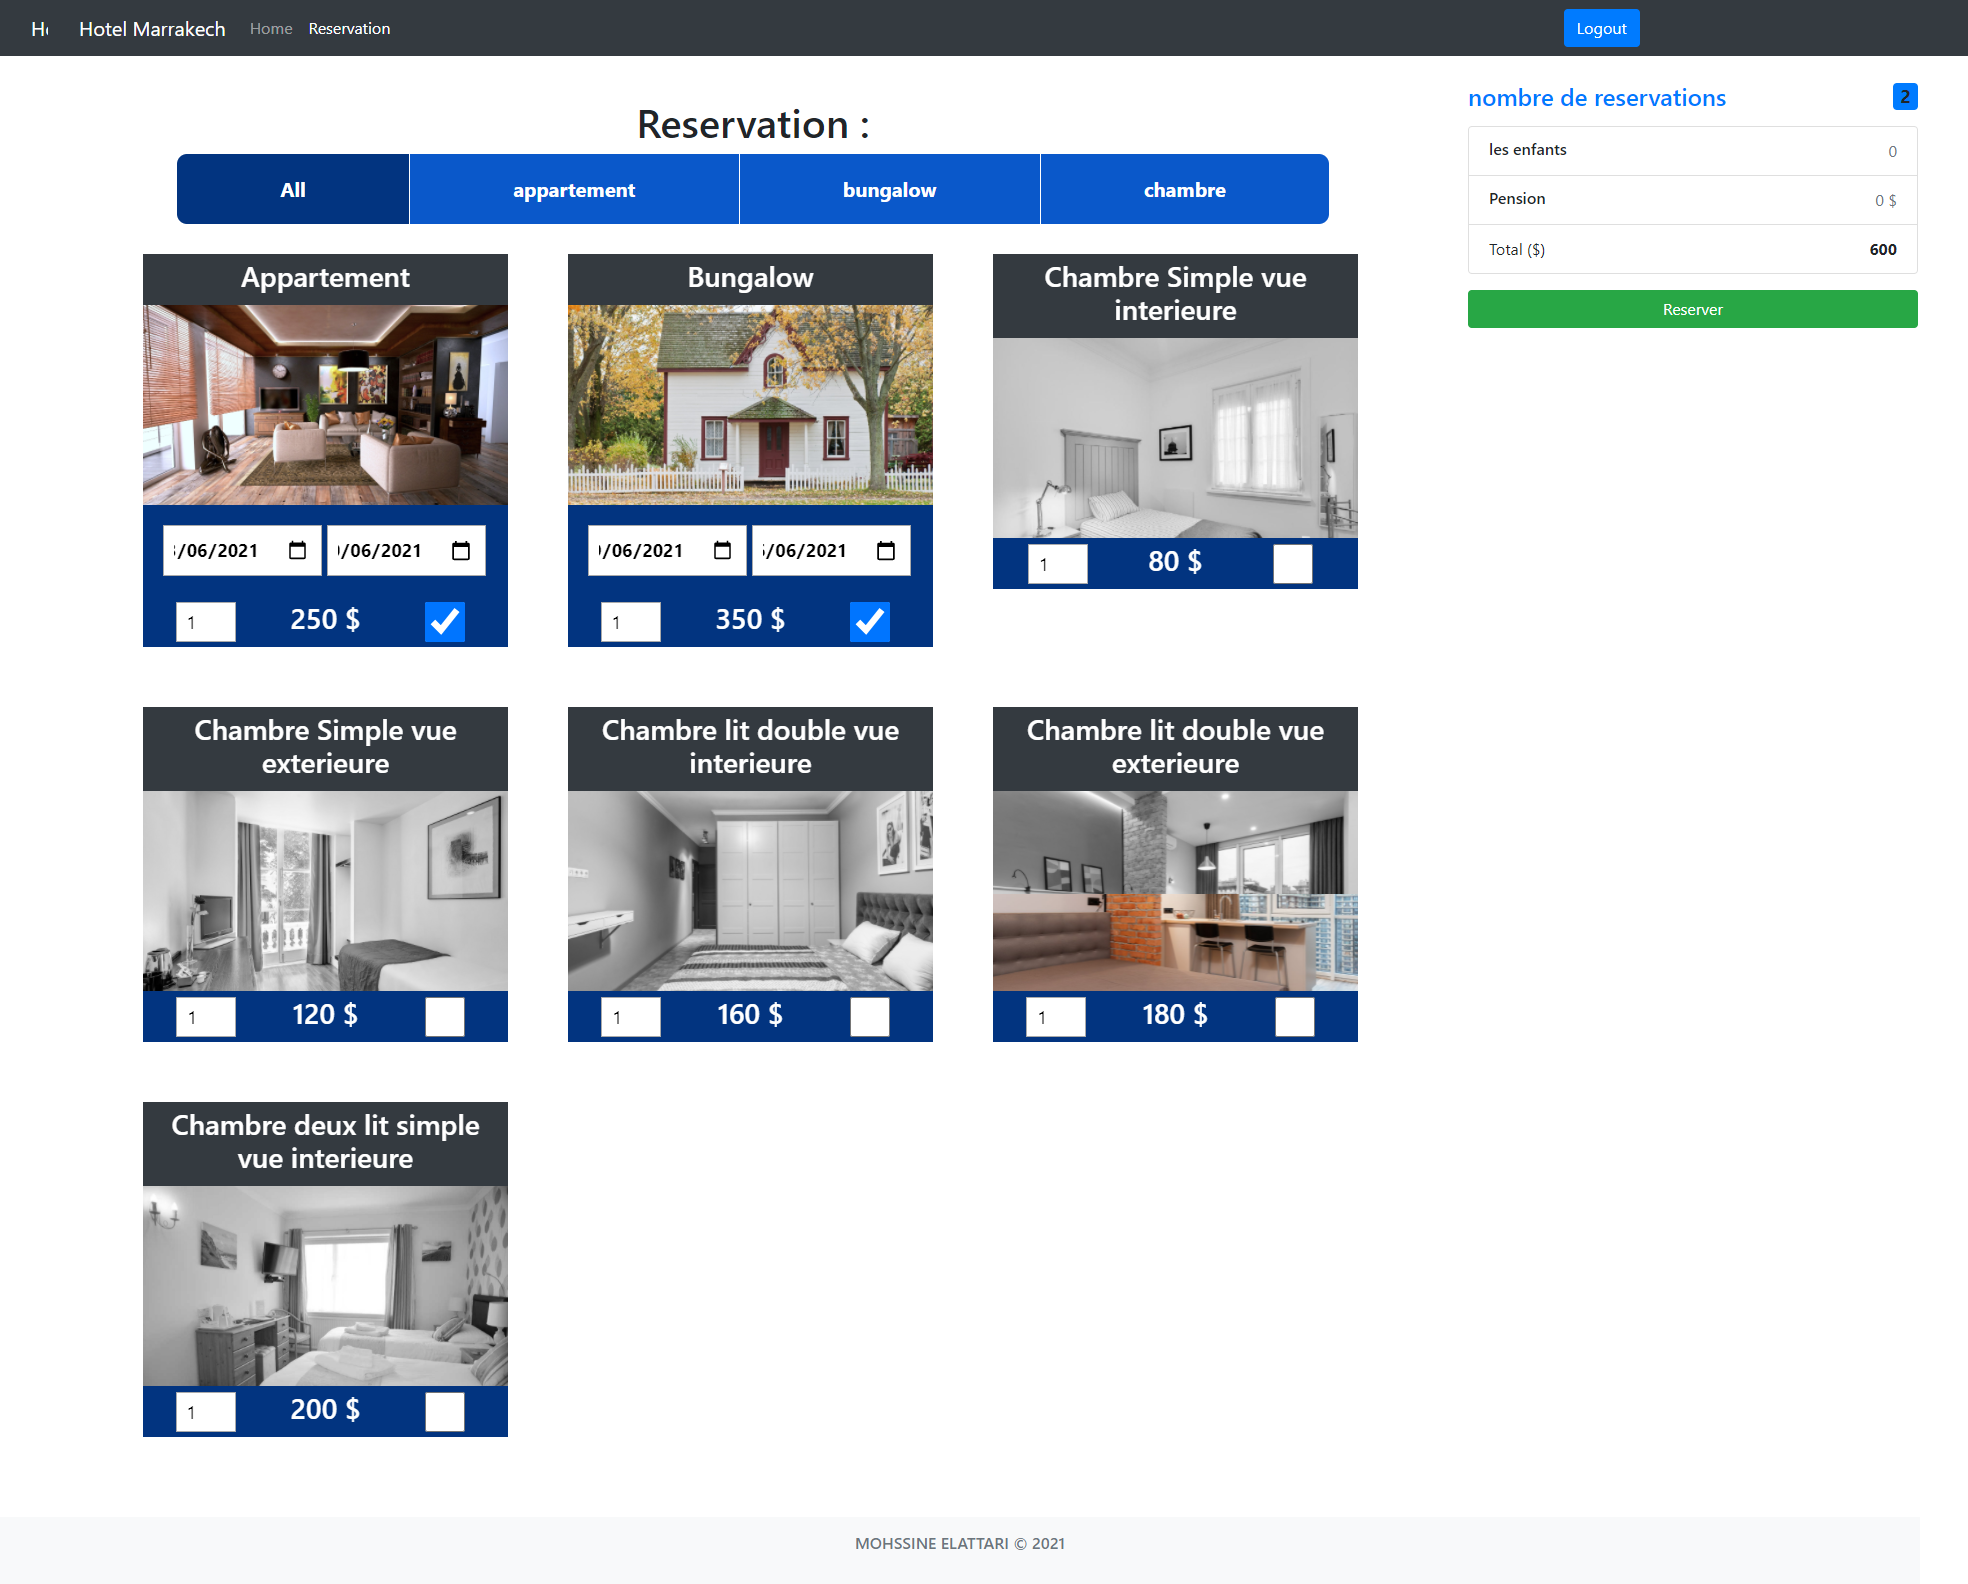 Hotel Marrakech Home Reservation Logout
nombre de reservations 2
Reservation :
les enfants 0
All appartement bungalow chambre
Pension 0 $
Total ($) 600
Reserver
Appartement
Bungalow
Chambre Simple vue
interieure
/06/2021 /06/2021
1 250 $
/06/2021 /06/2021
1 350 $
1 80 $
Chambre Simple vue
exterieure
1 120 $
Chambre lit double vue
interieure
1 160 $
Chambre lit double vue
exterieure
1 180 $
Chambre deux lit simple
vue interieure
1 200 $
MOHSSINE ELATTARI © 2021